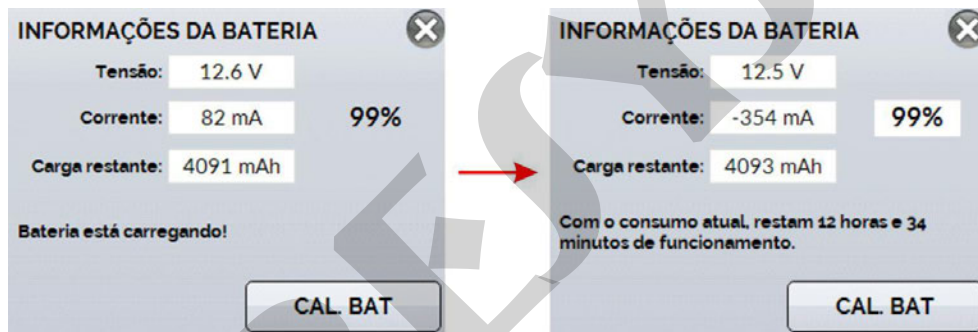 INFORMAÇÕES DA BATERIA
Tensão: 12.6 V
Corrente: 82 mA 99%
Carga restante: 4091 mAh
Bateria está carregando!
CAL. BAT
INFORMAÇÕES DA BATERIA
Tensão: 12.5 V
Corrente: -354 mA 99%
Carga restante: 4093 mAh
Com o consumo atual, restam 12 horas e 34
minutos de funcionamento.
CAL. BAT